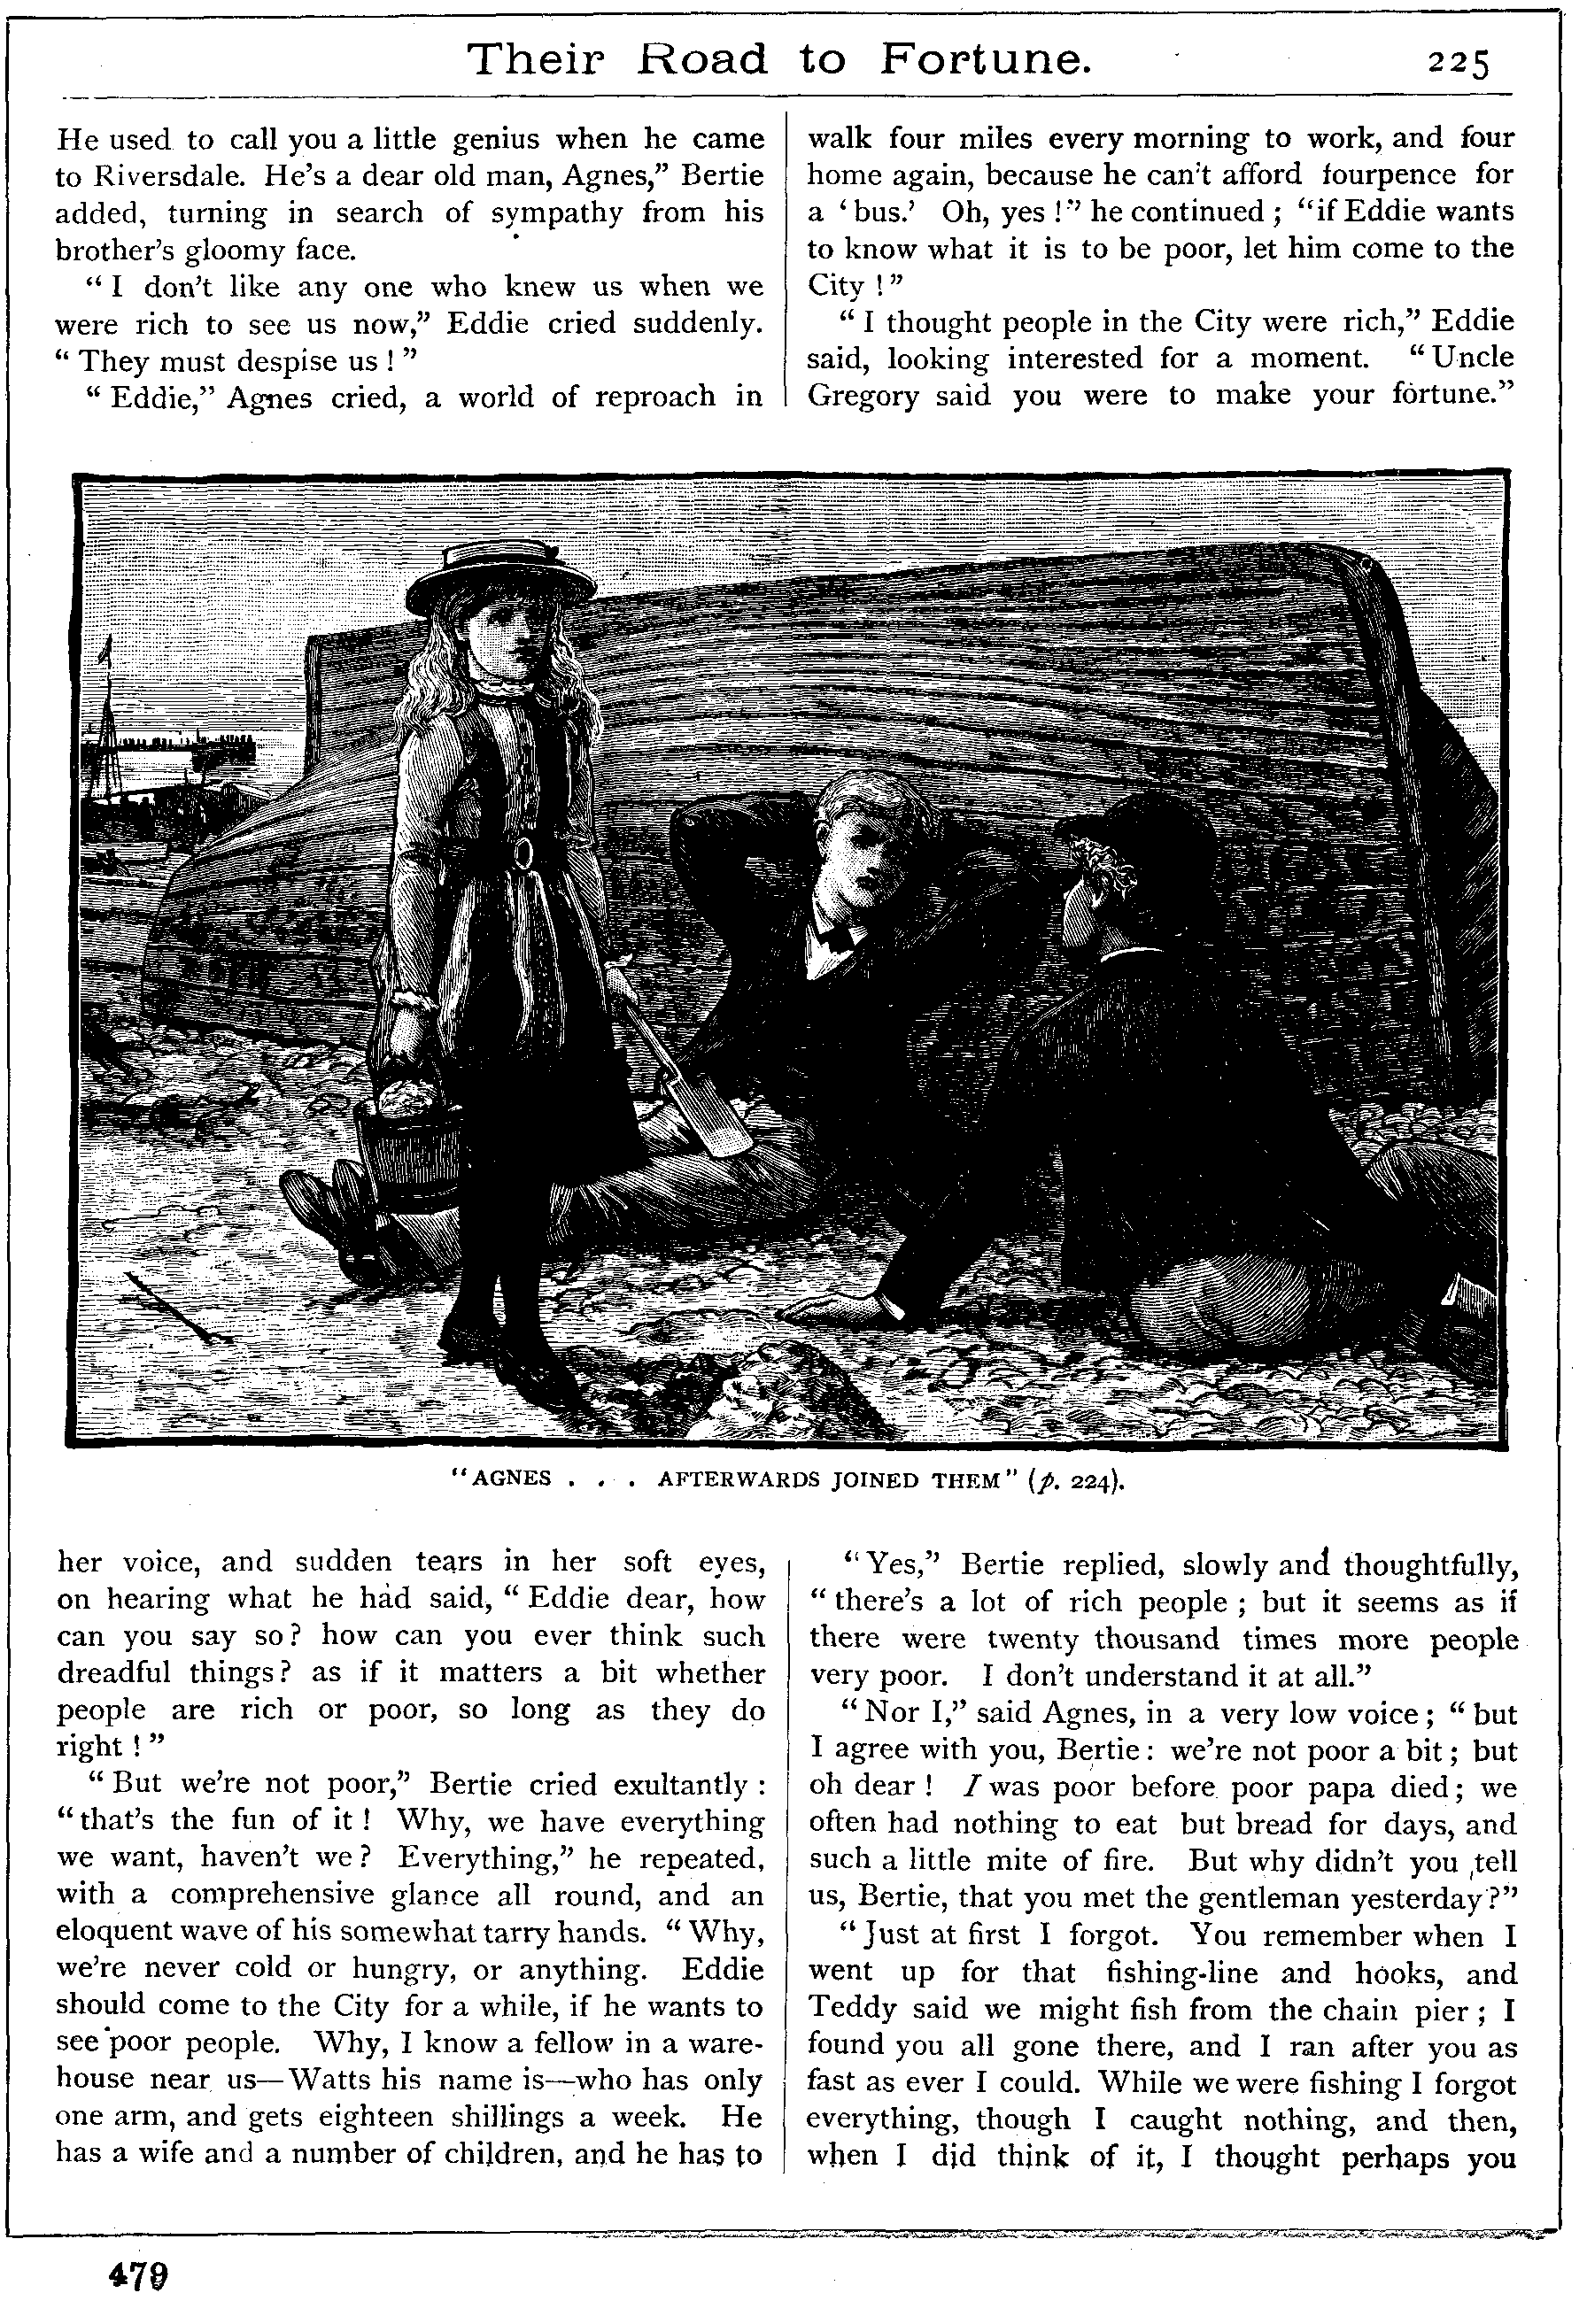 Their Road to Fortune.
225
He used to call you a little genius when he came
to Riversdale. He's a dear old man, Agnes,” Bertie
added, turning in search of sympathy from his
brother's gloomy face.
“I don't like any one who knew us when we
were rich to see us now,” Eddie cried suddenly.
“They must despise us!”
“Eddie,” Agnes cried, a world of reproach in
her voice, and sudden tears in her soft eyes,
on hearing what he had said, “Eddie dear, how
can you say so? how can you ever think such
dreadful things? as if it matters a bit whether
people are rich or poor, so long as they do
right!”
“But we're not poor,” Bertie cried exultantly:
“that's the fun of it! Why, we have everything
we want, haven't we? Everything,” he repeated,
with a comprehensive glance all round, and an
eloquent wave of his somewhat tarry hands. “Why,
we're never cold or hungry, or anything. Eddie
should come to the City for a while, if he wants to
see poor people. Why, I know a fellow in a ware-
house near us—Watts his name is—who has only
one arm, and gets eighteen shillings a week. He
has a wife and a number of children, and he has to
walk four miles every morning to work, and four
home again, because he can't afford fourpence for
a ‘bus.’ Oh, yes!” he continued; “if Eddie wants
to know what it is to be poor, let him come to the
City!”
“I thought people in the City were rich,” Eddie
said, looking interested for a moment. “Uncle
Gregory said you were to make your fortune.”
“Yes,” Bertie replied, slowly and thoughtfully,
“there's a lot of rich people; but it seems as if
there were twenty thousand times more people
very poor. I don't understand it at all.”
“Nor I,” said Agnes, in a very low voice; “but
I agree with you, Bertie: we're not poor a bit; but
oh dear! I was poor before poor papa died; we
often had nothing to eat but bread for days, and
such a little mite of fire. But why didn't you tell
us, Bertie, that you met the gentleman yesterday?”
“Just at first I forgot. You remember when I
went up for that fishing-line and hooks, and
Teddy said we might fish from the chain pier; I
found you all gone there, and I ran after you as
fast as ever I could. While we were fishing I forgot
everything, though I caught nothing, and then,
when I did think of it, I thought perhaps you
“AGNES . . . AFTERWARDS JOINED THEM” (p. 224).
479